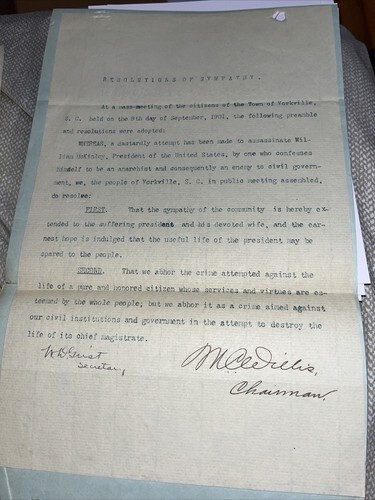 RESOLUTIONS OF SYMPATHY.
At a mass-meeting of the citizens of the Town of Yorkville,
S. C. held on the 8th day of September, 1901, the following preamble
and resolutions were adopted:
WHEREAS, a dastardly attempt has been made to assassinate Wil-
liam McKinley, President of the United States, by one who confesses
himself to be an anarchist and consequently an enemy to civil govern-
ment, we, the people of Yorkville, S. C. in public meeting assembled,
do resolve:
FIRST. That the sympathy of the community is hereby ex-
tended to the suffering president and his devoted wife, and the ear-
nest hope is indulged that the useful life of the president may be
spared to the people.
SECOND. That we abhor the crime attempted against the
life of a pure and honored citizen whose services and virtues are es-
teemed by the whole people; but we abhor it as a crime aimed against
our civil institutions and government in the attempt to destroy the
life of its chief magistrate.
W. D. Grist
Secretary
Willis,
Chairman.